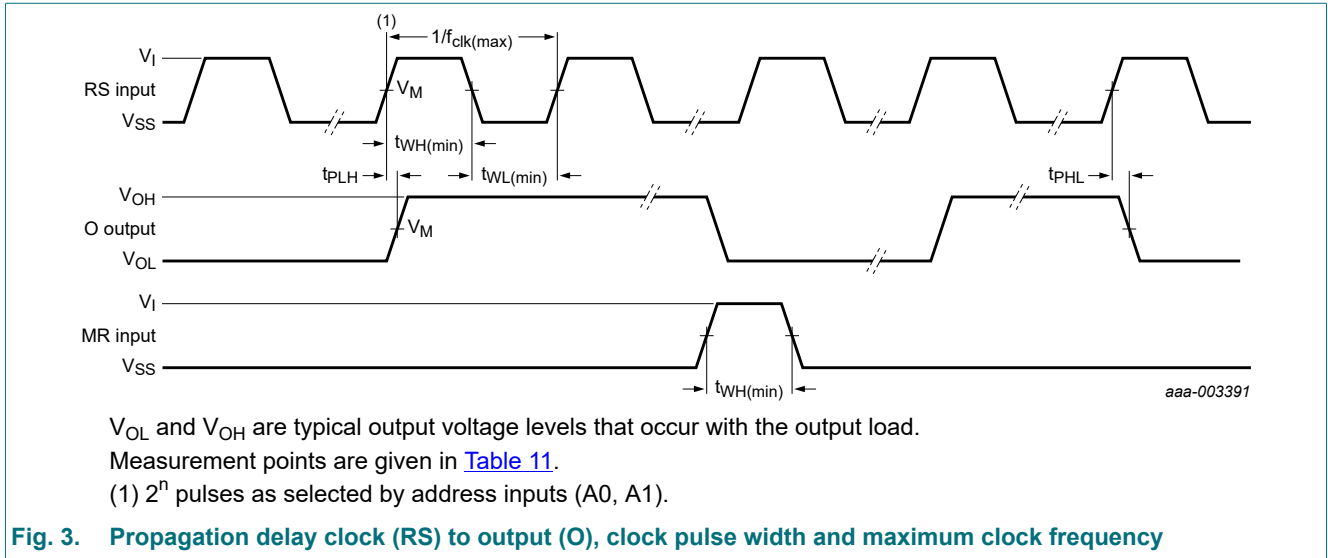 (1)
1/fclk(max)
VI
RS input
VM
VSS
tWH(min)
tPLH
tWL(min)
tPHL
VOH
O output
VM
VOL
VI
MR input
VSS
tWH(min)
aaa-003391
VOL and VOH are typical output voltage levels that occur with the output load.
Measurement points are given in Table 11.
(1) 2n pulses as selected by address inputs (A0, A1).
Fig. 3. Propagation delay clock (RS) to output (O), clock pulse width and maximum clock frequency